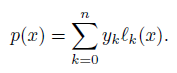 p(x) = \sum_{k=0}^{n} y_k \ell_k(x).